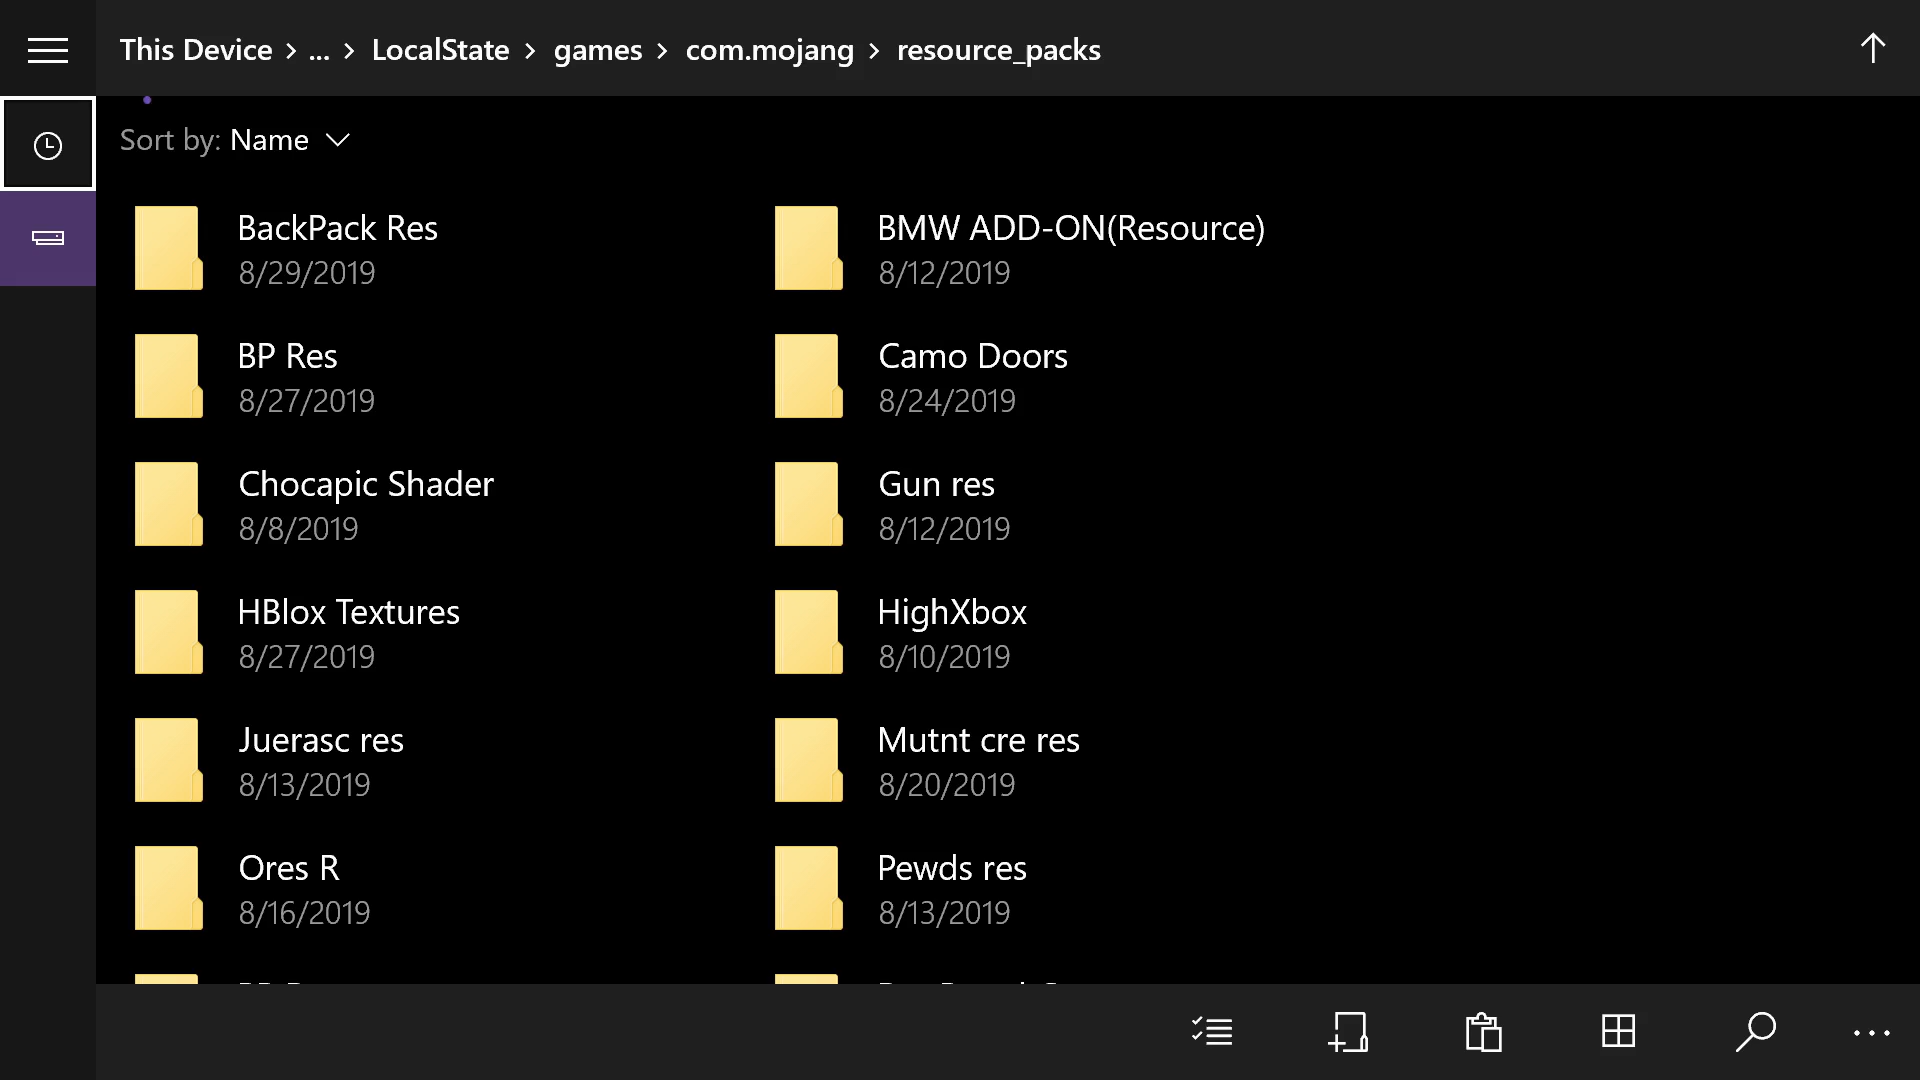 This Device > ... > LocalState > games > com.mojang > resource_packs
Sort by: Name
BackPack Res
8/29/2019
BMW ADD-ON(Resource)
8/12/2019
BP Res
8/27/2019
Camo Doors
8/24/2019
Chocapic Shader
8/8/2019
Gun res
8/12/2019
HBlox Textures
8/27/2019
HighXbox
8/10/2019
Juerasc res
8/13/2019
Mutnt cre res
8/20/2019
Ores R
8/16/2019
Pewds res
8/13/2019